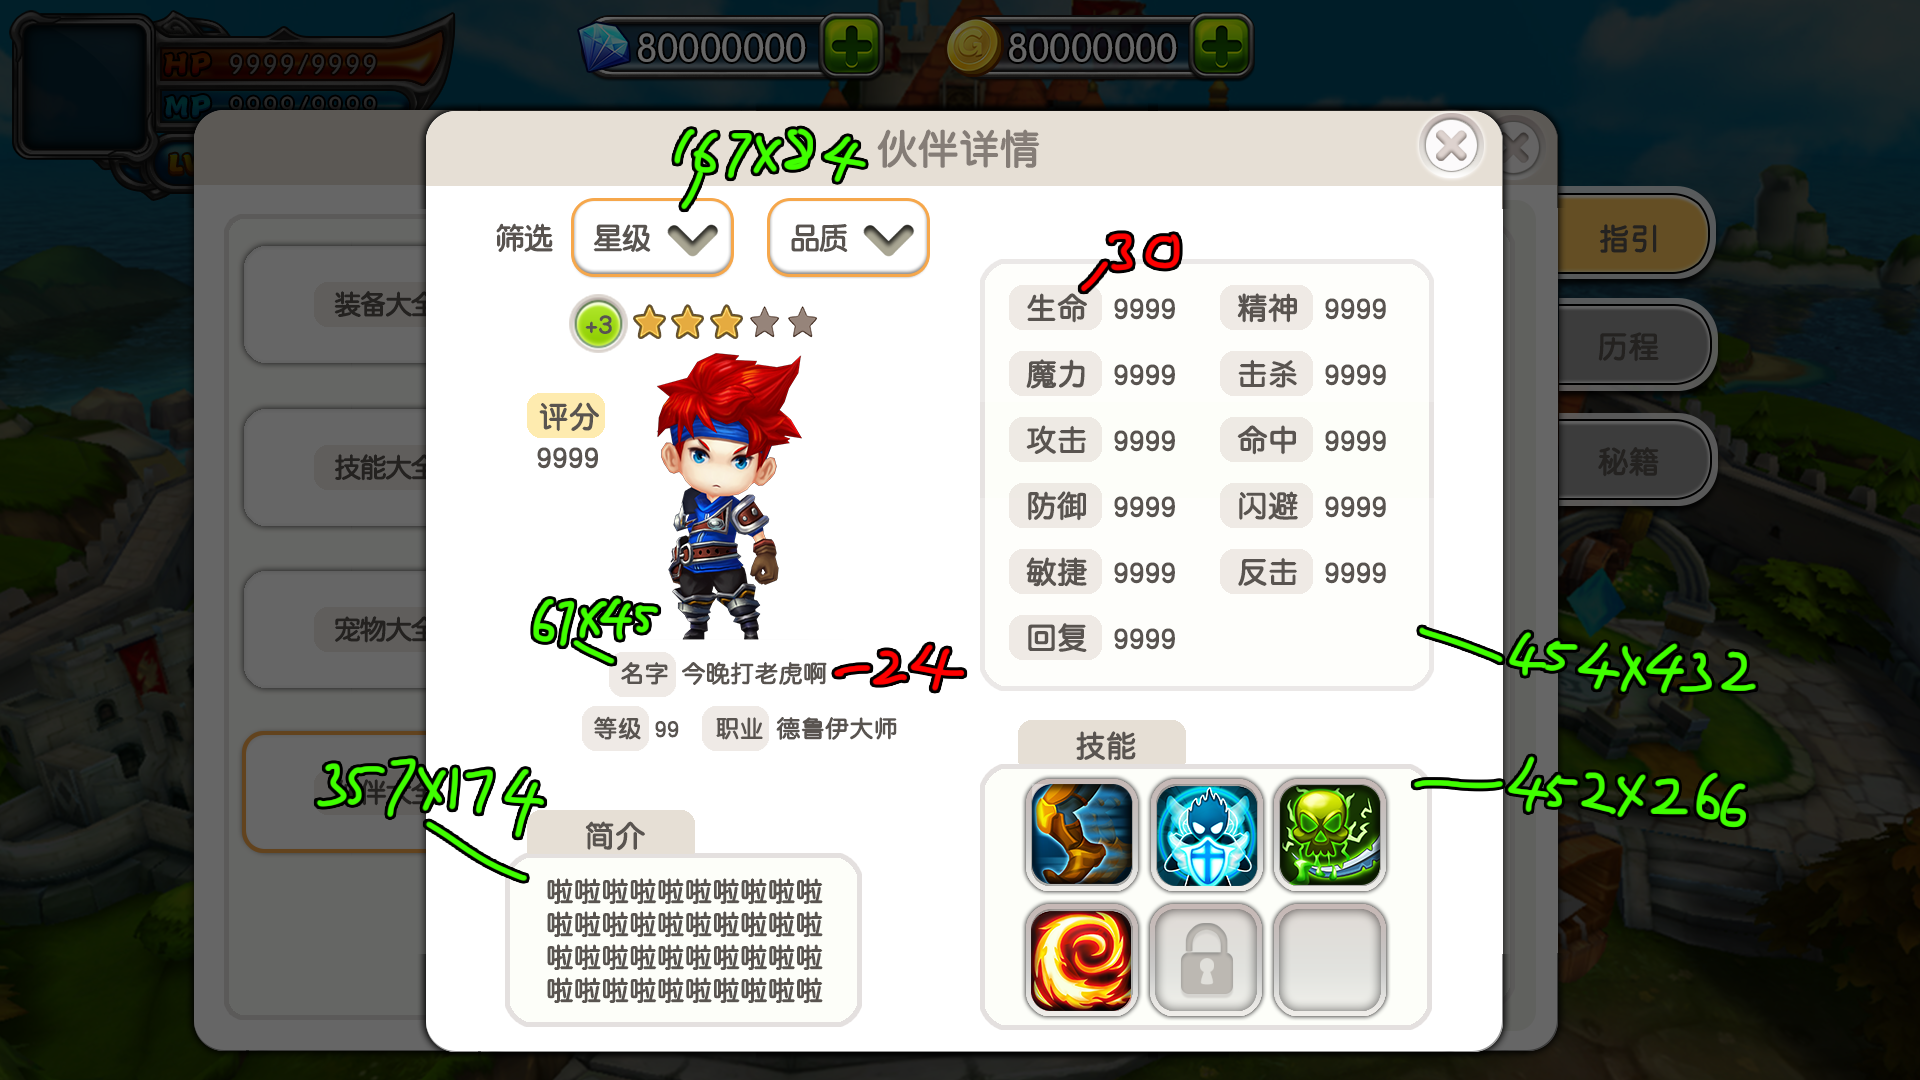 HP 9999/9999
80000000
80000000
MP 9999/9999
LV
167X84
伙伴详情
筛选 星级 品质
指引
30
+3
生命 9999 精神 9999
装备大全
历程
魔力 9999 击杀 9999
评分
9999
攻击 9999 命中 9999
技能大全
秘籍
防御 9999 闪避 9999
敏捷 9999 反击 9999
67X45
宠物大全
回复 9999
454X432
名字 今晚打老虎啊 -24
等级 99 职业 德鲁伊大师
技能
357X174
伴大
452X266
简介
啦啦啦啦啦啦啦啦啦啦
啦啦啦啦啦啦啦啦啦啦
啦啦啦啦啦啦啦啦啦啦
啦啦啦啦啦啦啦啦啦啦